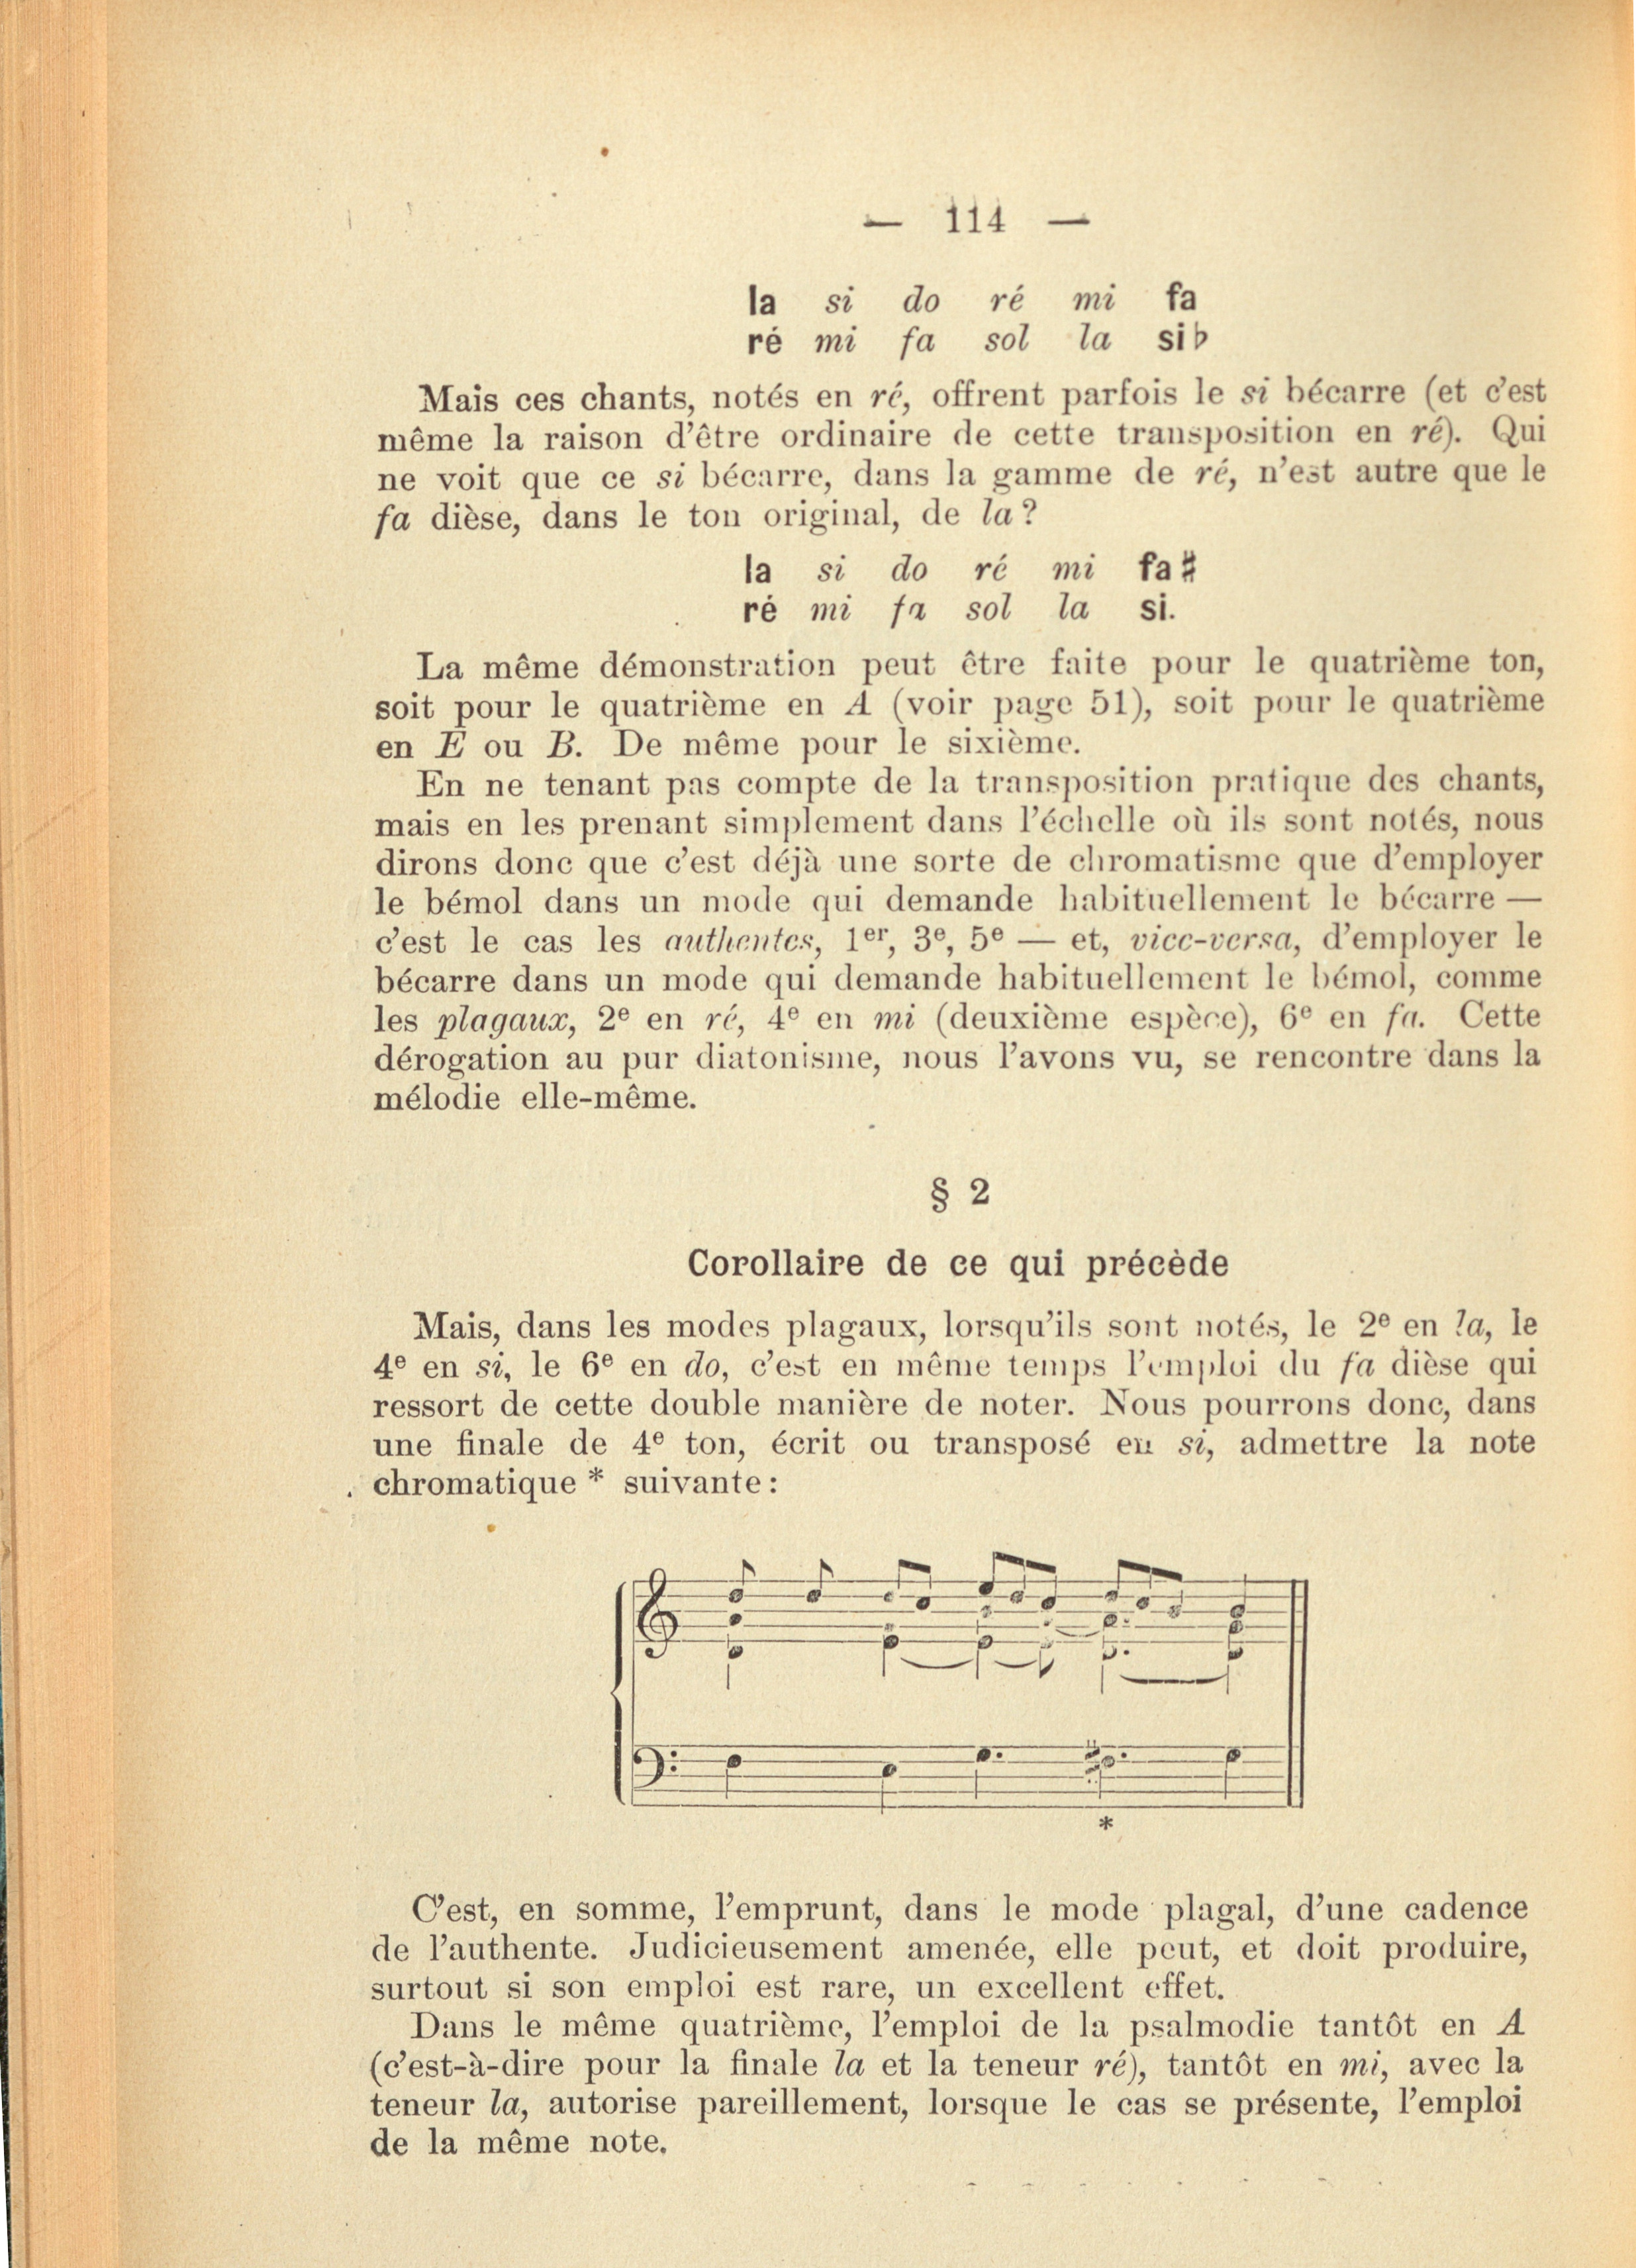 — 114 —
la si do ré mi fa
ré mi fa sol la si♭
Mais ces chants, notés en ré, offrent parfois le si bécarre (et c'est
même la raison d'être ordinaire de cette transposition en ré). Qui
ne voit que ce si bécarre, dans la gamme de ré, n'est autre que le
fa dièse, dans le ton original, de la ?
la si do ré mi fa♯
ré mi fa sol la si.
La même démonstration peut être faite pour le quatrième ton,
soit pour le quatrième en A (voir page 51), soit pour le quatrième
en E ou B. De même pour le sixième.
En ne tenant pas compte de la transposition pratique des chants,
mais en les prenant simplement dans l'échelle où ils sont notés, nous
dirons donc que c'est déjà une sorte de chromatisme que d'employer
le bémol dans un mode qui demande habituellement le bécarre —
c'est le cas les authentes, 1er, 3e, 5e — et, vice-versa, d'employer le
bécarre dans un mode qui demande habituellement le bémol, comme
les plagaux, 2e en ré, 4e en mi (deuxième espèce), 6e en fa. Cette
dérogation au pur diatonisme, nous l'avons vu, se rencontre dans la
mélodie elle-même.
§ 2
Corollaire de ce qui précède
Mais, dans les modes plagaux, lorsqu'ils sont notés, le 2e en la, le
4e en si, le 6e en do, c'est en même temps l'emploi du fa dièse qui
ressort de cette double manière de noter. Nous pourrons donc, dans
une finale de 4e ton, écrit ou transposé en si, admettre la note
chromatique * suivante :
*
C'est, en somme, l'emprunt, dans le mode plagal, d'une cadence
de l'authente. Judicieusement amenée, elle peut, et doit produire,
surtout si son emploi est rare, un excellent effet.
Dans le même quatrième, l'emploi de la psalmodie tantôt en A
(c'est-à-dire pour la finale la et la teneur ré), tantôt en mi, avec la
teneur la, autorise pareillement, lorsque le cas se présente, l'emploi
de la même note.